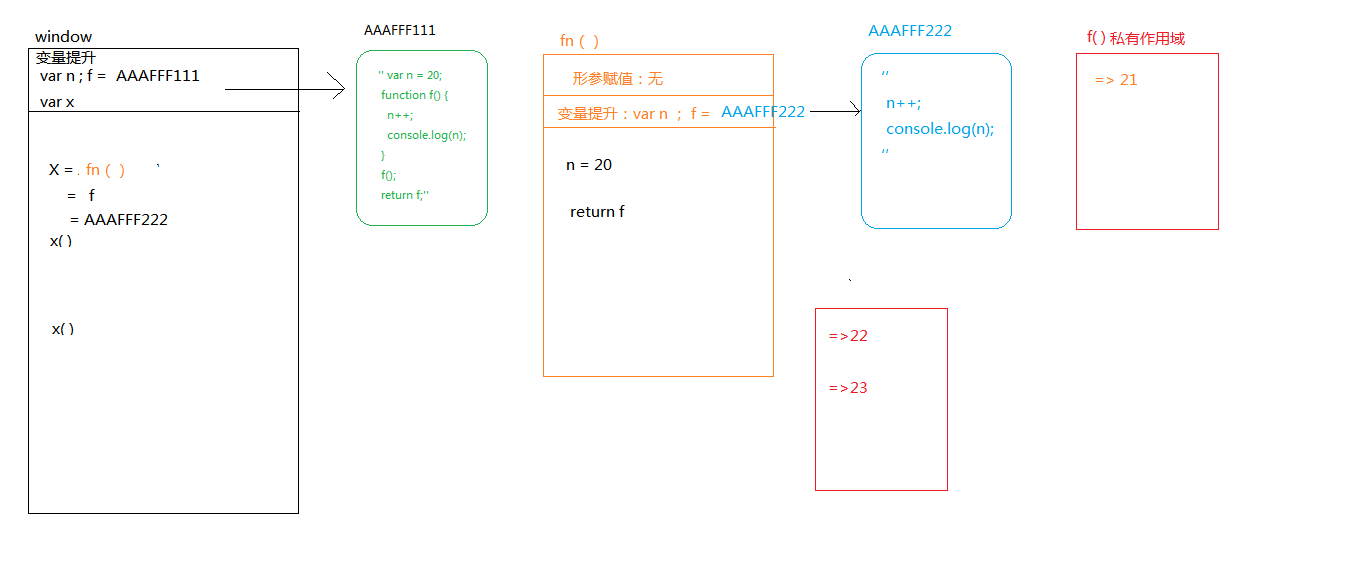 window
变量提升
var n ; f = AAAFFF111
var x
X = . fn ( )
= f
= AAAFFF222
x( )
x( )
AAAFFF111
'' var n = 20;
function f() {
n++;
console.log(n);
}
f();
return f;''
fn ( )
形参赋值：无
变量提升：var n ; f = AAAFFF222
n = 20
return f
AAAFFF222
''
n++;
console.log(n);
''
f( ) 私有作用域
=> 21
=>22
=>23